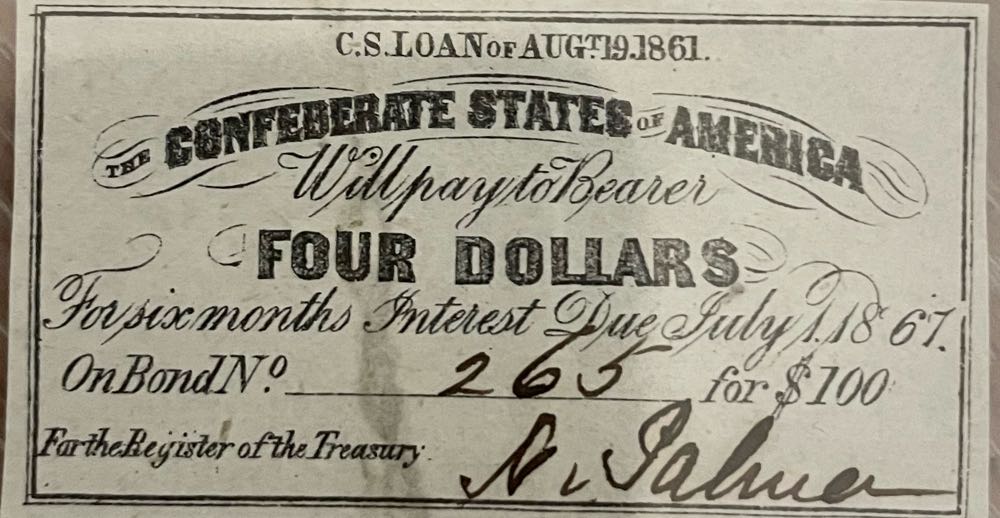 C.S. LOAN OF AUGT. 19. 1861.
THE CONFEDERATE STATES OF AMERICA
Will pay to Bearer
FOUR DOLLARS
For six months Interest Due July 1. 1867.
On Bond No. 265 for $100
For the Register of the Treasury.